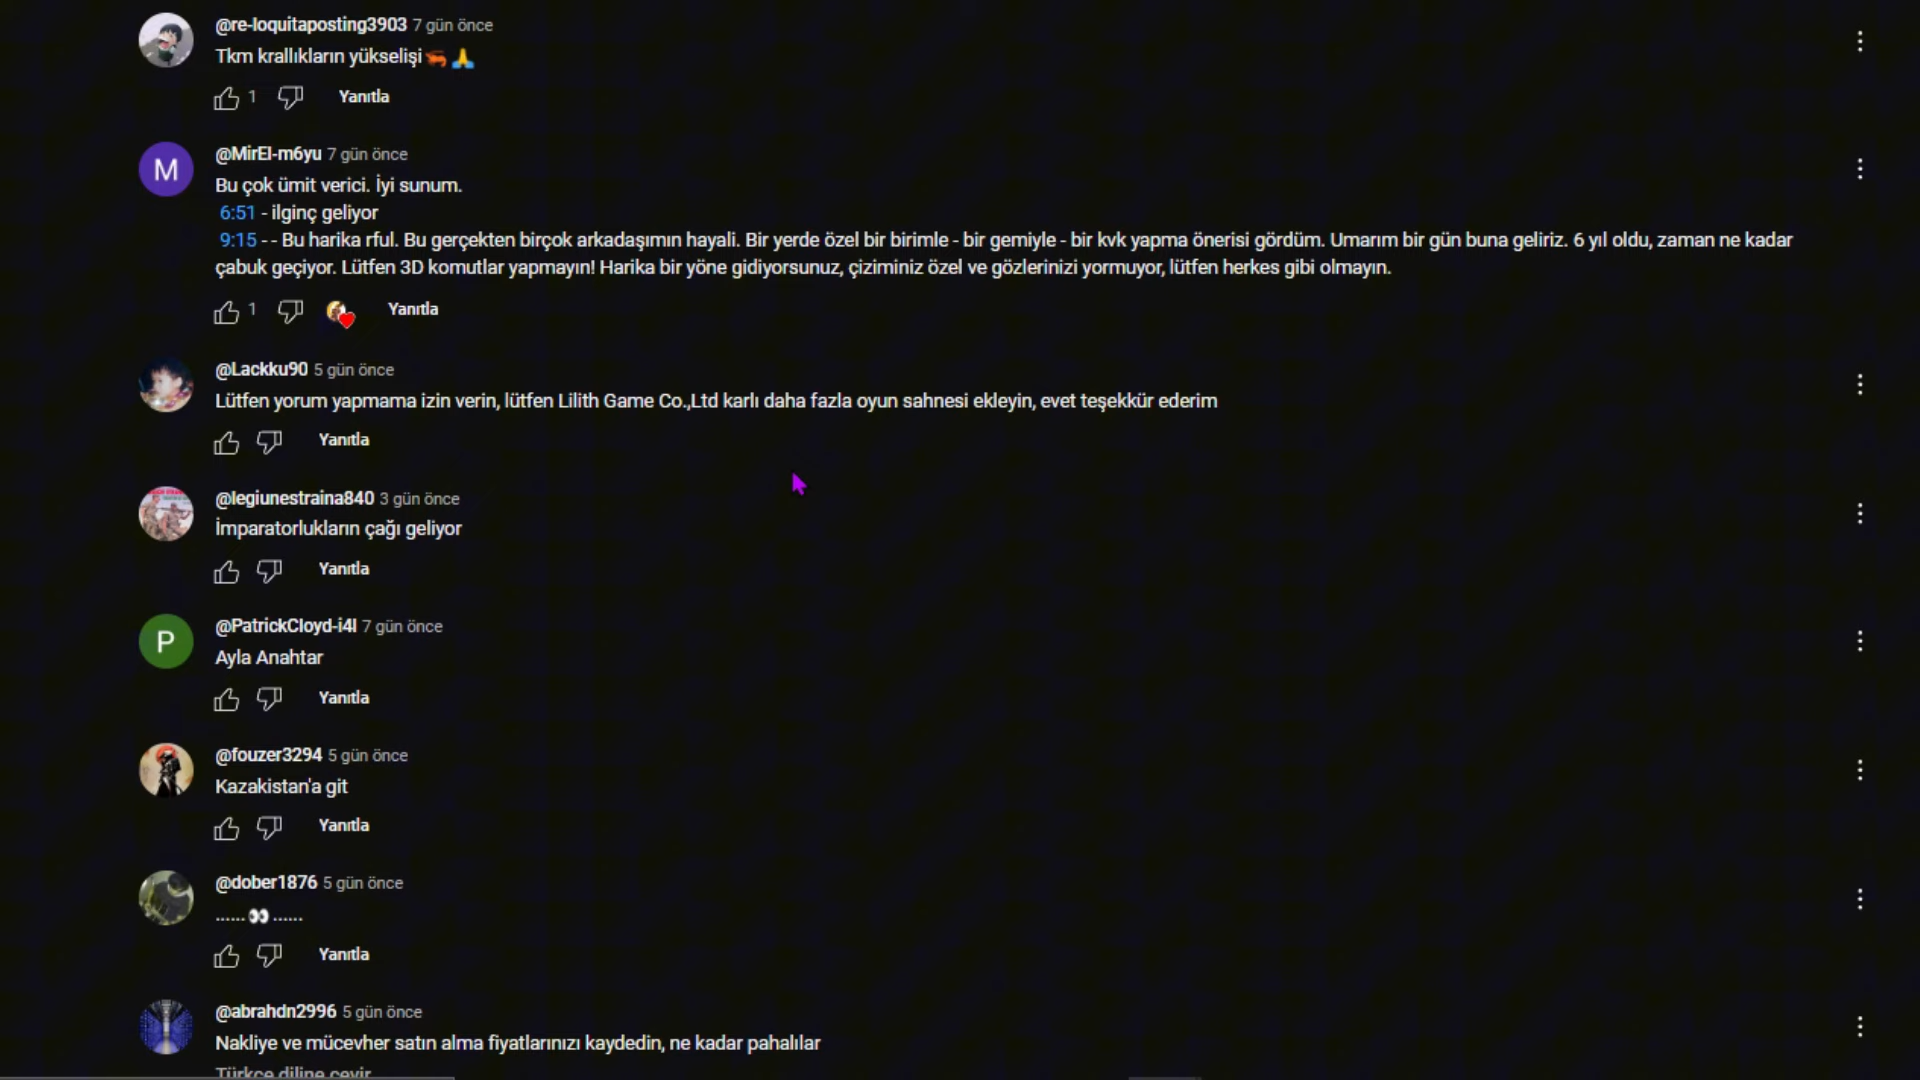 @re-loquitaposting3903 7 gün önce
Tkm krallıkların yükselişi🦐🙏
1 Yanıtla
M
@MirEl-m6yu 7 gün önce
Bu çok ümit verici. İyi sunum.
6:51 - ilginç geliyor
9:15 - - Bu harika rful. Bu gerçekten birçok arkadaşımın hayali. Bir yerde özel bir birimle - bir gemiyle - bir kvk yapma önerisi gördüm. Umarım bir gün buna geliriz. 6 yıl oldu, zaman ne kadar
çabuk geçiyor. Lütfen 3D komutlar yapmayın! Harika bir yöne gidiyorsunuz, çiziminiz özel ve gözlerinizi yormuyor, lütfen herkes gibi olmayın.
1 Yanıtla
@Lackku90 5 gün önce
Lütfen yorum yapmama izin verin, lütfen Lilith Game Co.,Ltd karlı daha fazla oyun sahnesi ekleyin, evet teşekkür ederim
Yanıtla
@legiunestraina840 3 gün önce
İmparatorlukların çağı geliyor
Yanıtla
P
@PatrickCloyd-i4l 7 gün önce
Ayla Anahtar
Yanıtla
@fouzer3294 5 gün önce
Kazakistan'a git
Yanıtla
@dober1876 5 gün önce
......👀......
Yanıtla
@abrahdn2996 5 gün önce
Nakliye ve mücevher satın alma fiyatlarınızı kaydedin, ne kadar pahalılar
Türkçe diline çevir